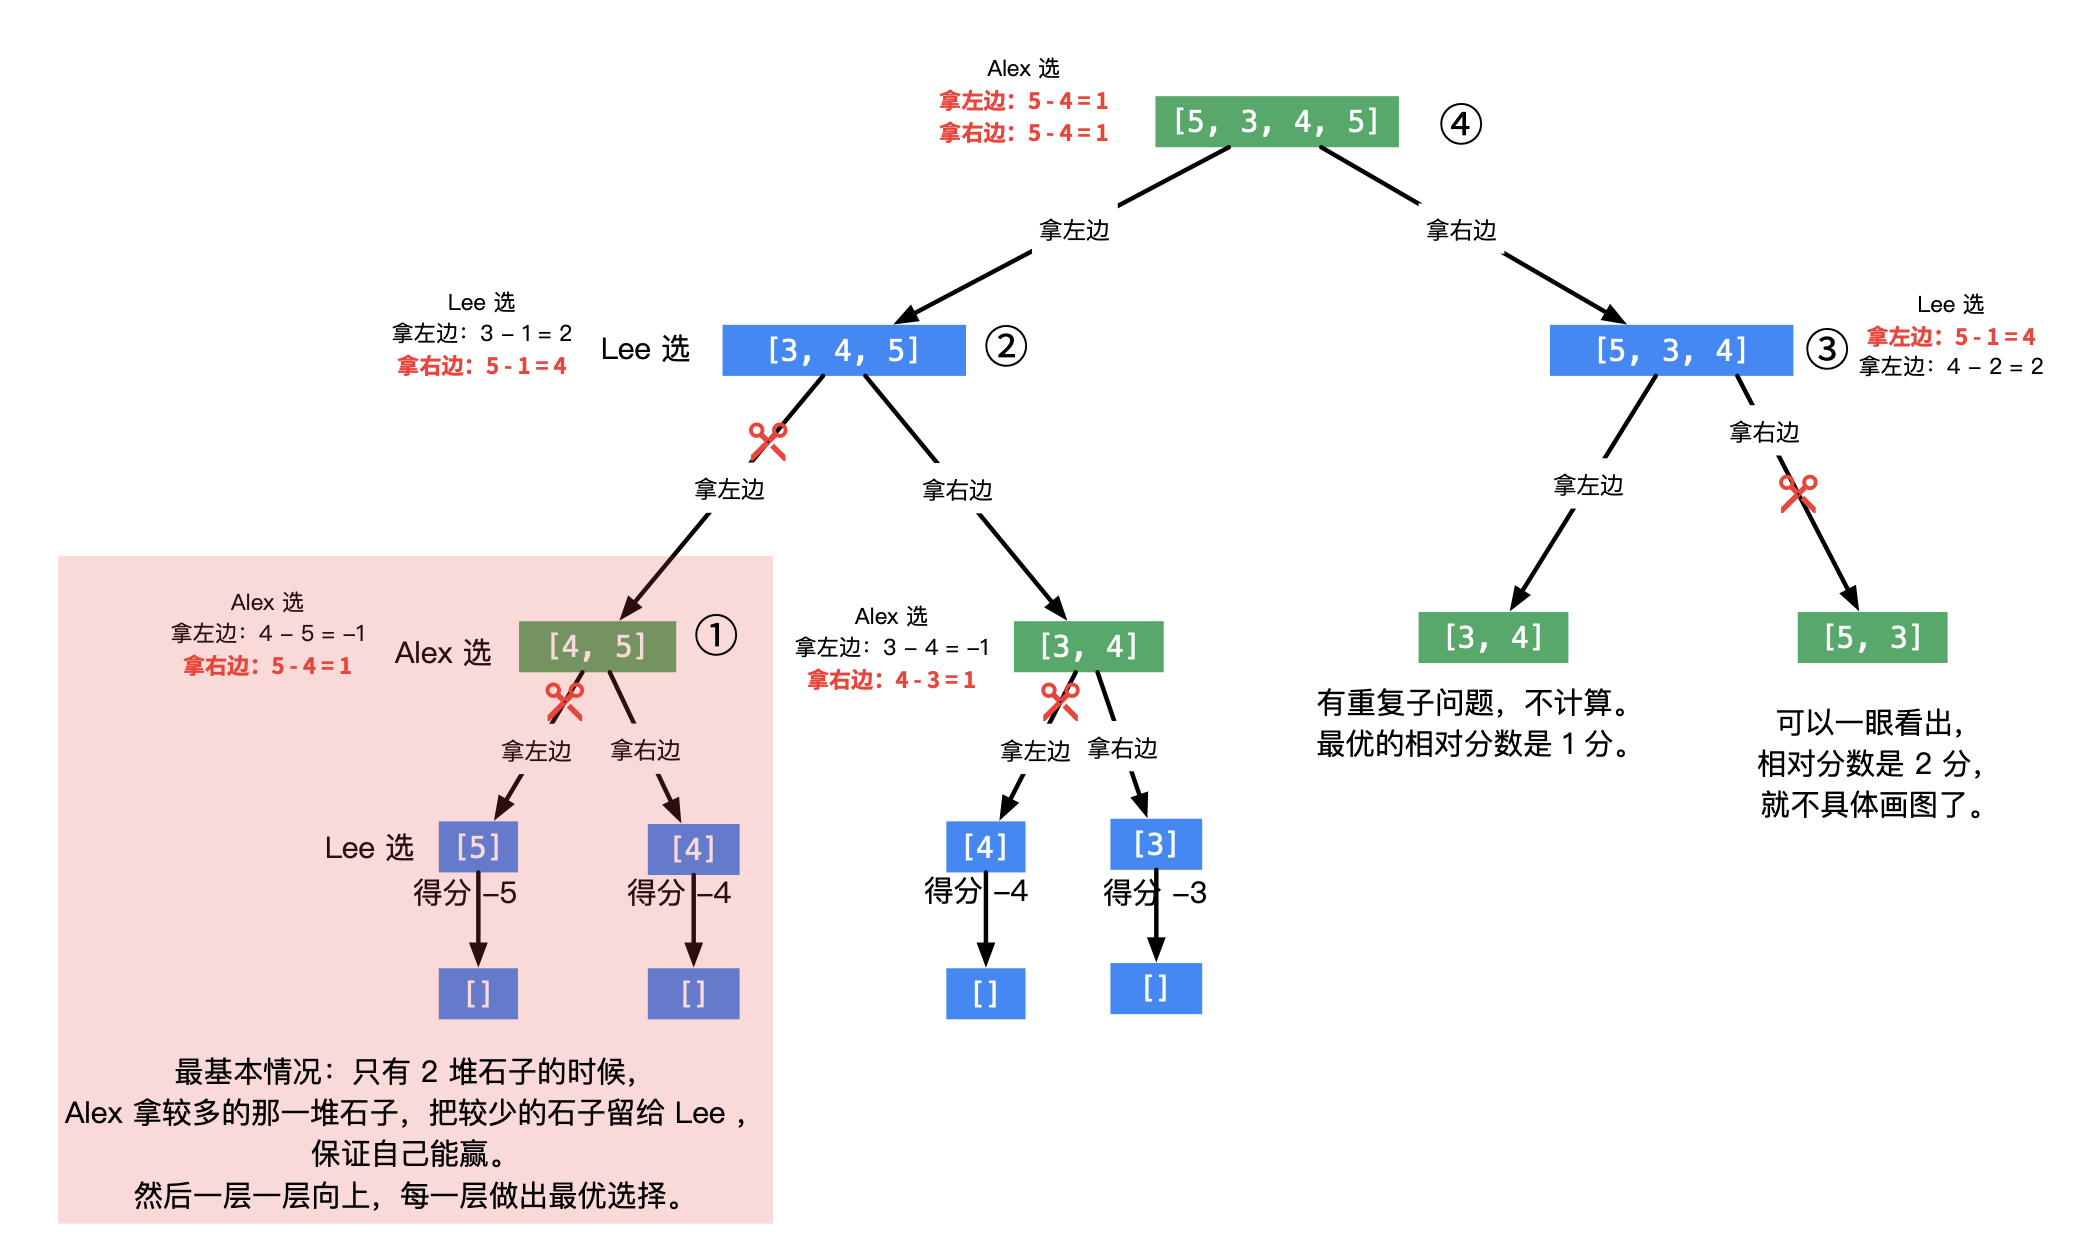 Alex 选
拿左边：5 - 4 = 1
拿右边：5 - 4 = 1
[5, 3, 4, 5]
④
拿左边
拿右边
Lee 选
拿左边：3 – 1 = 2
拿右边：5 - 1 = 4
Lee 选
[3, 4, 5]
②
[5, 3, 4]
③
Lee 选
拿左边：5 - 1 = 4
拿左边：4 – 2 = 2
拿左边
拿右边
拿左边
拿右边
Alex 选
拿左边：4 – 5 = –1
拿右边：5 - 4 = 1
Alex 选
[4, 5]
①
Alex 选
拿左边：3 – 4 = –1
拿右边：4 - 3 = 1
[3, 4]
[3, 4]
[5, 3]
有重复子问题，不计算。
最优的相对分数是 1 分。
可以一眼看出，
相对分数是 2 分，
就不具体画图了。
拿左边
拿右边
拿左边
拿右边
Lee 选
[5]
[4]
[4]
[3]
得分 –5
得分 –4
得分 –4
得分 –3
[]
[]
[]
[]
最基本情况：只有 2 堆石子的时候，
Alex 拿较多的那一堆石子，把较少的石子留给 Lee ，
保证自己能赢。
然后一层一层向上，每一层做出最优选择。